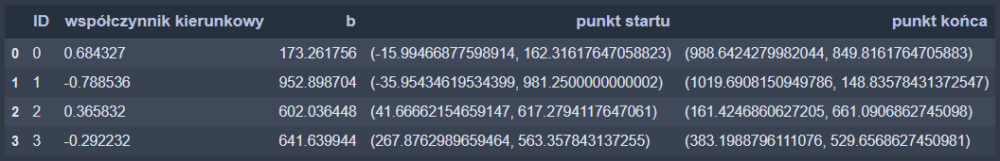 ID współczynnik kierunkowy b punkt startu punkt końca
0 0 0.684327 173.261756 (-15.99466877598914, 162.31617647058823) (988.6424279982044, 849.8161764705883)
1 1 -0.788536 952.898704 (-35.95434619534399, 981.2500000000002) (1019.6908150949786, 148.83578431372547)
2 2 0.365832 602.036448 (41.66662154659147, 617.2794117647061) (161.4246860627205, 661.0906862745098)
3 3 -0.292232 641.639944 (267.8762989659464, 563.357843137255) (383.1988796111076, 529.6568627450981)